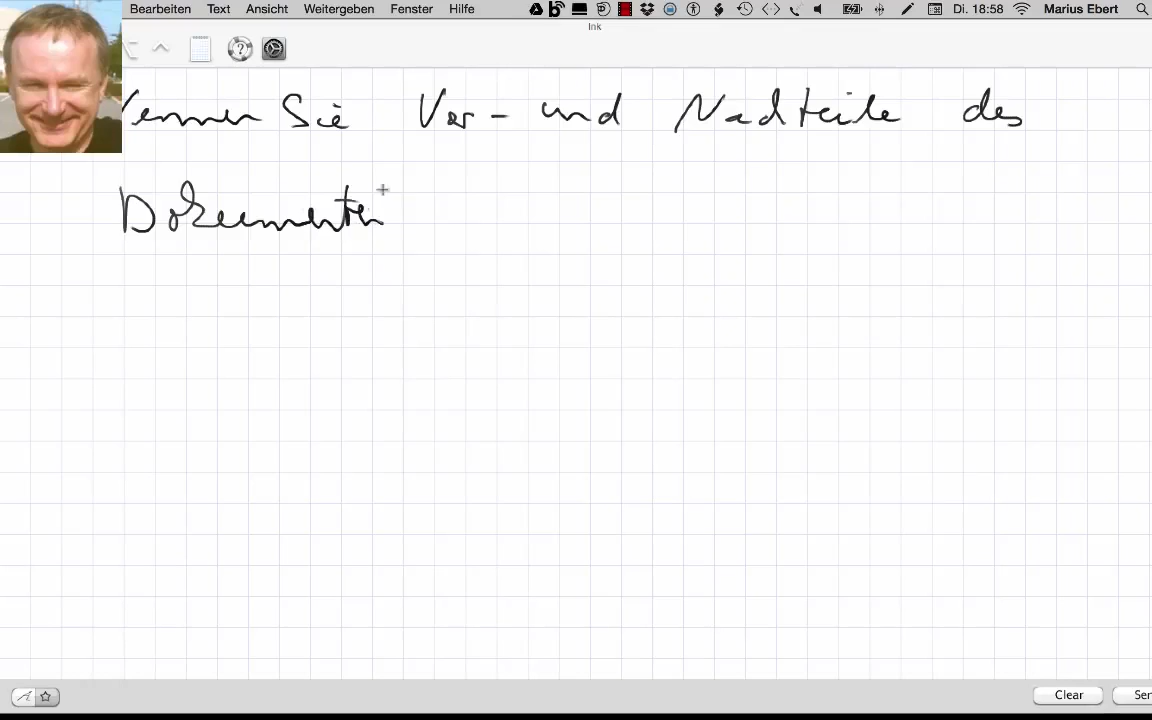 Bearbeiten Text Ansicht Weitergeben Fenster Hilfe Di. 18:58 Marius Ebert
Ink
Nennen Sie Vor- und Nachteile des
Dokumenten
Clear
Sen